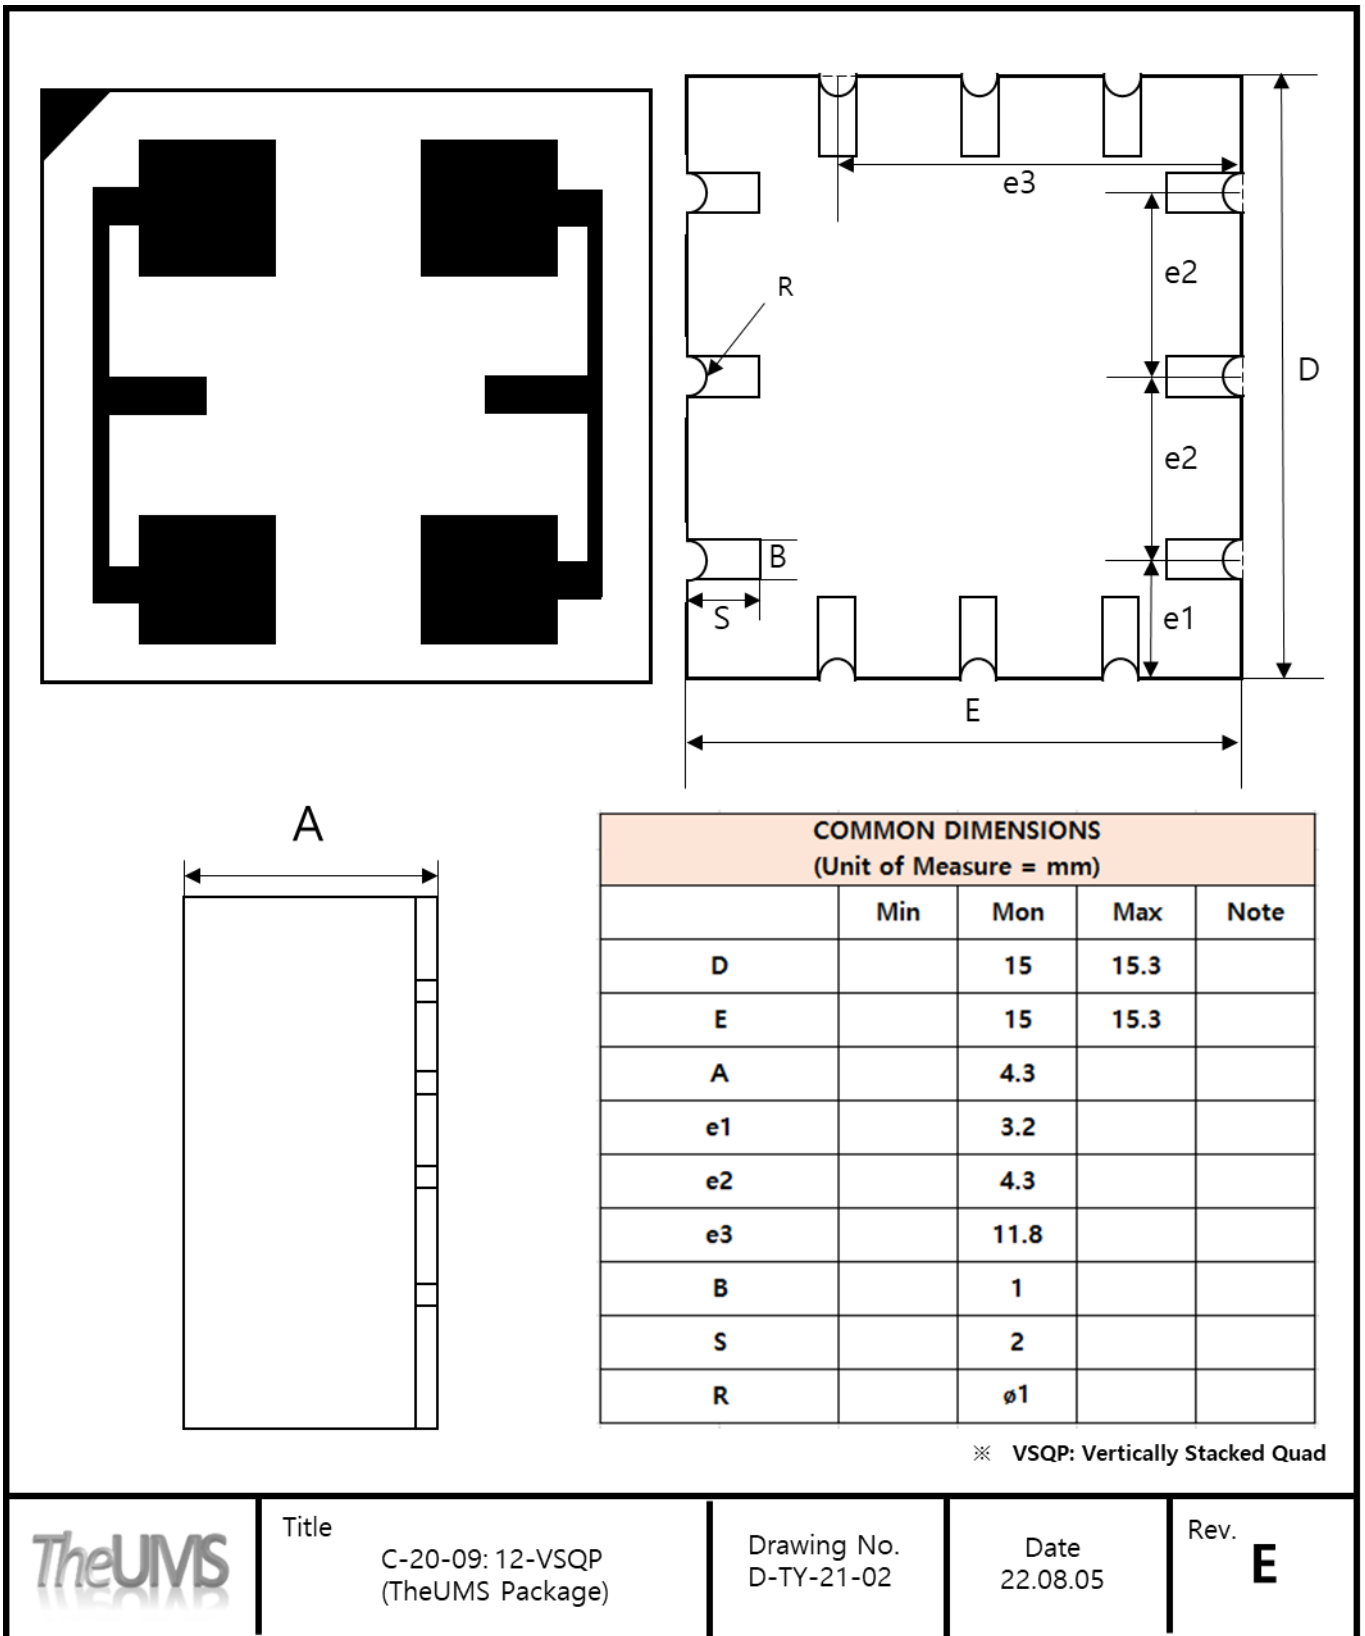 e3
R
e2
D
e2
B
S
e1
E
A
COMMON DIMENSIONS
(Unit of Measure = mm)
Min Mon Max Note
D 15 15.3
E 15 15.3
A 4.3
e1 3.2
e2 4.3
e3 11.8
B 1
S 2
R ø1
※ VSQP: Vertically Stacked Quad
TheUMS
Title
C-20-09: 12-VSQP
(TheUMS Package)
Drawing No.
D-TY-21-02
Date
22.08.05
Rev.
E